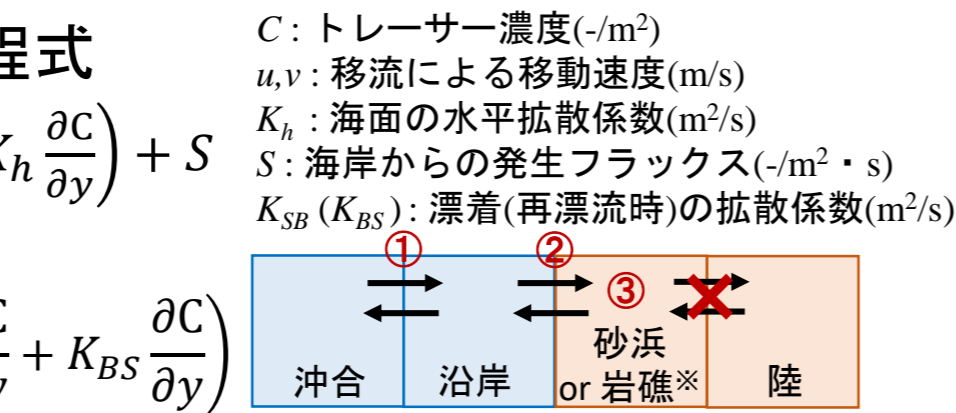 程式
C : トレーサー濃度(-/m²)
u,v : 移流による移動速度(m/s)
K_h : 海面の水平拡散係数(m²/s)
S : 海岸からの発生フラックス(-/m²・s)
K_SB (K_BS) : 漂着(再漂流時)の拡散係数(m²/s)
K_h ∂C/∂y) + S
+ K_BS ∂C/∂y)
① ②
③
沖合 沿岸 砂浜 陸
or 岩礁※